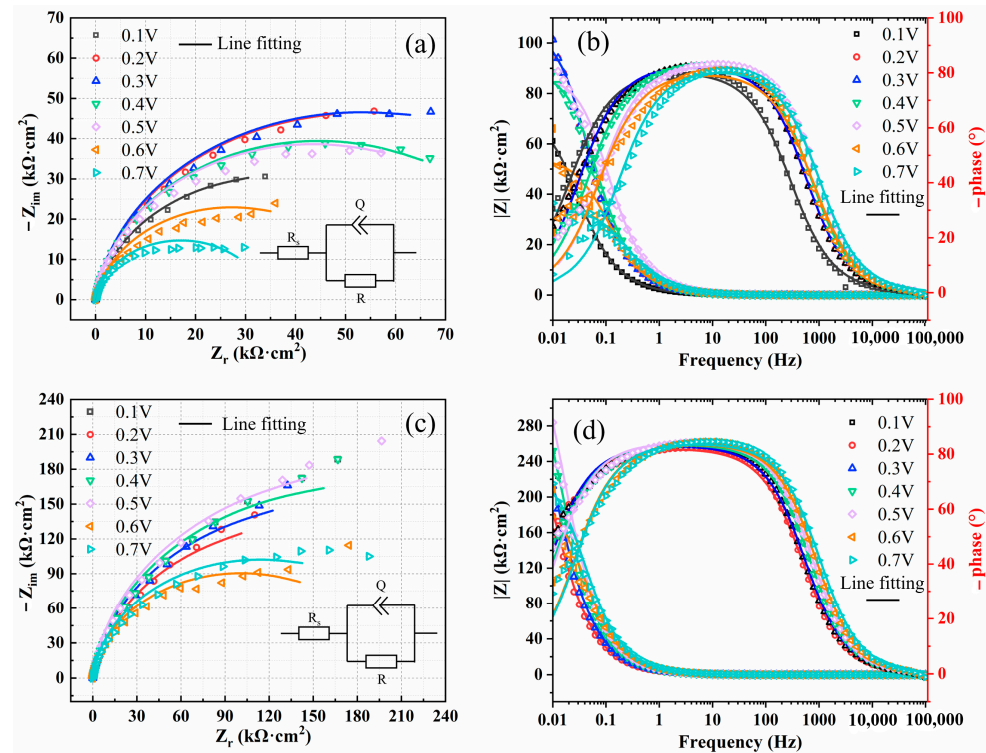 70
60
50
40
30
20
10
0
− Z_im (kΩ·cm²)
0.1V
0.2V
0.3V
0.4V
0.5V
0.6V
0.7V
Line fitting
(a)
R_s
Q
R
0 10 20 30 40 50 60 70
Z_r (kΩ·cm²)
100
80
60
40
20
0
|Z| (kΩ·cm²)
(b)
0.1V
0.2V
0.3V
0.4V
0.5V
0.6V
0.7V
Line fitting
100
80
60
40
20
0
−phase (°)
0.01 0.1 1 10 100 1000 10,000 10⁵
Frequency (Hz)
240
210
180
150
120
90
60
30
0
− Z_im (kΩ·cm²)
0.1V
0.2V
0.3V
0.4V
0.5V
0.6V
0.7V
Line fitting
(c)
R_s
Q
R
0 30 60 90 120 150 180 210 240
Z_r (kΩ·cm²)
280
240
200
160
120
80
40
0
|Z| (kΩ·cm²)
(d)
0.1V
0.2V
0.3V
0.4V
0.5V
0.6V
0.7V
Line fitting
100
80
60
40
20
0
−phase (°)
0.01 0.1 1 10 100 1000 10,000 10⁵
Frequency (Hz)